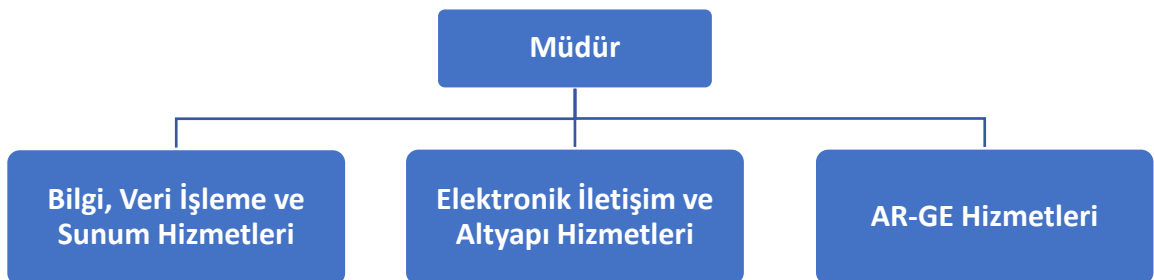 Müdür
Bilgi, Veri İşleme ve
Sunum Hizmetleri
Elektronik İletişim ve
Altyapı Hizmetleri
AR-GE Hizmetleri